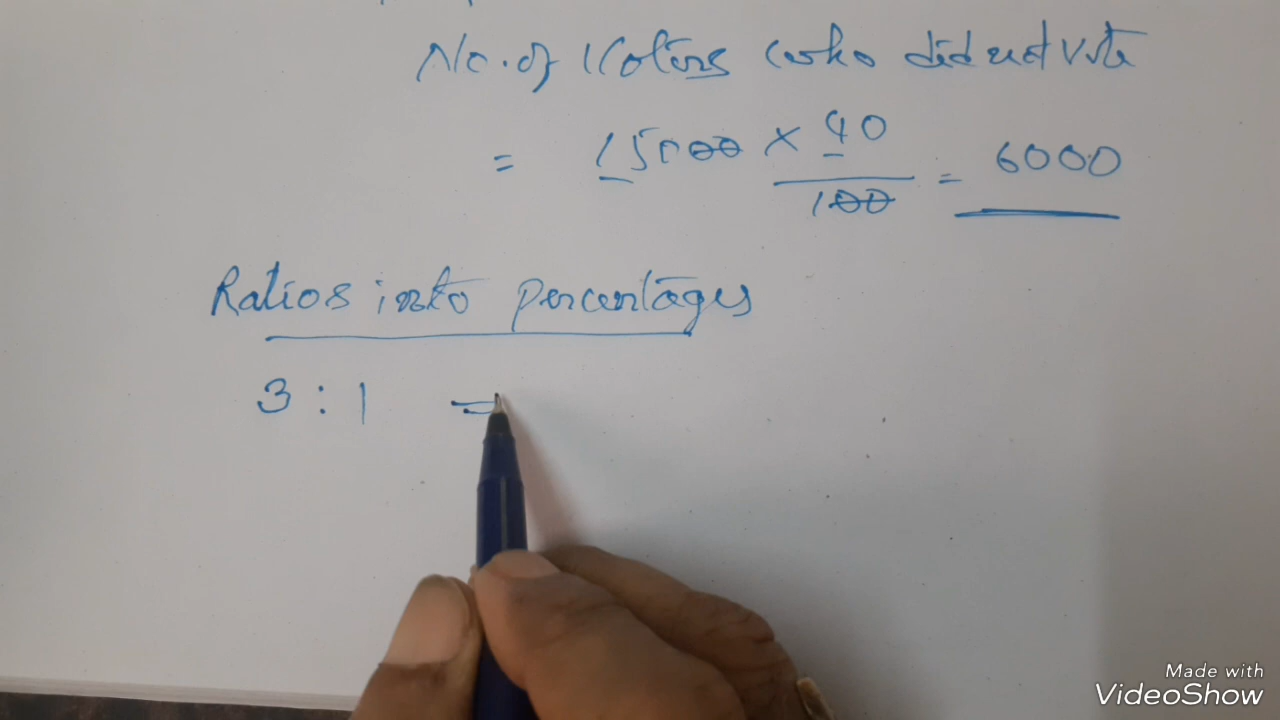 No. of Voters who did not Vote
= 15000 × 40 / 100 = 6000
Ratios into percentages
3 : 1 =
Made with
VideoShow